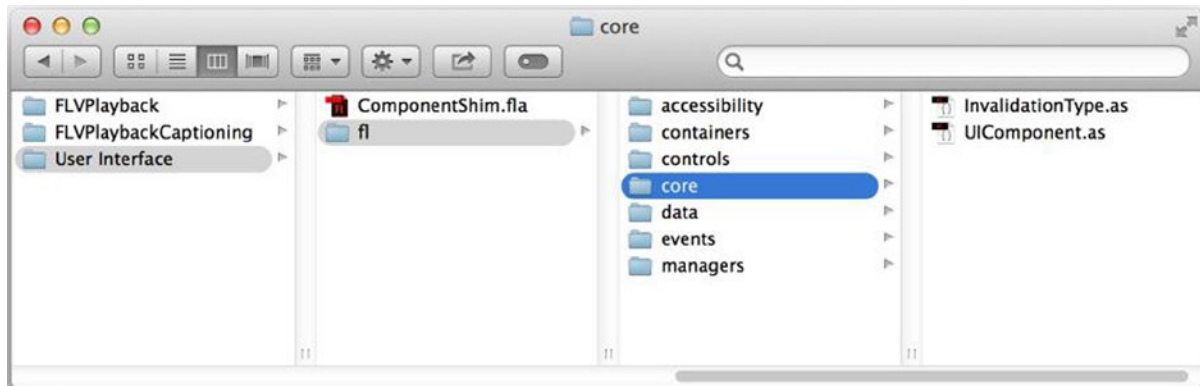 core
FLVPlayback
FLVPlaybackCaptioning
User Interface
ComponentShim.fla
fl
accessibility
containers
controls
core
data
events
managers
InvalidationType.as
UIComponent.as